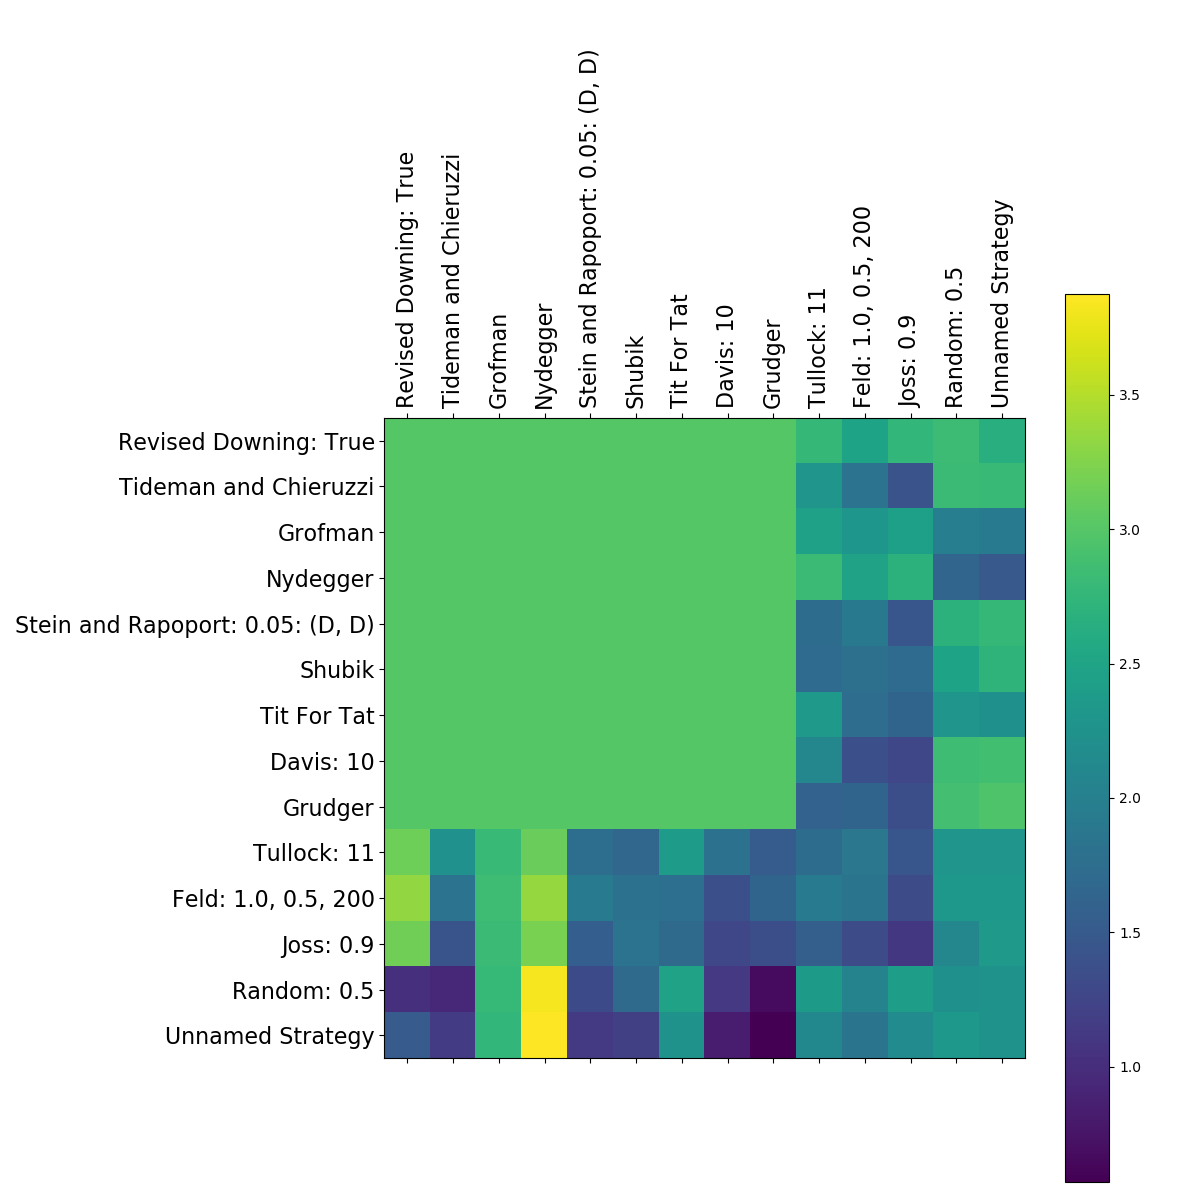 Revised Downing: True
Tideman and Chieruzzi
Grofman
Nydegger
Stein and Rapoport: 0.05: (D, D)
Shubik
Tit For Tat
Davis: 10
Grudger
Tullock: 11
Feld: 1.0, 0.5, 200
Joss: 0.9
Random: 0.5
Unnamed Strategy
Revised Downing: True
Tideman and Chieruzzi
Grofman
Nydegger
Stein and Rapoport: 0.05: (D, D)
Shubik
Tit For Tat
Davis: 10
Grudger
Tullock: 11
Feld: 1.0, 0.5, 200
Joss: 0.9
Random: 0.5
Unnamed Strategy
3.5
3.0
2.5
2.0
1.5
1.0